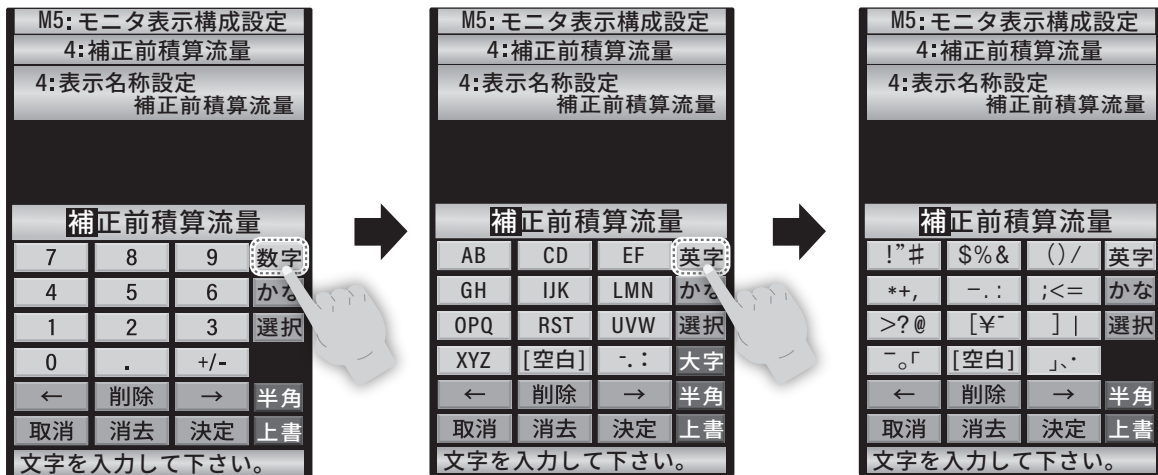 M5:モニタ表示構成設定
4:補正前積算流量
4:表示名称設定
補正前積算流量
補正前積算流量
7 8 9 数字
4 5 6 かな
1 2 3 選択
0 . +/-
← 削除 → 半角
取消 消去 決定 上書
文字を入力して下さい。
M5:モニタ表示構成設定
4:補正前積算流量
4:表示名称設定
補正前積算流量
補正前積算流量
AB CD EF 英字
GH IJK LMN かな
OPQ RST UVW 選択
XYZ [空白] -.: 大字
← 削除 → 半角
取消 消去 決定 上書
文字を入力して下さい。
M5:モニタ表示構成設定
4:補正前積算流量
4:表示名称設定
補正前積算流量
補正前積算流量
!"# $%& ()/ 英字
*+, -.: ;<= かな
>?@ [¥^ ]| 選択
‾。「 [空白] 」、・
← 削除 → 半角
取消 消去 決定 上書
文字を入力して下さい。